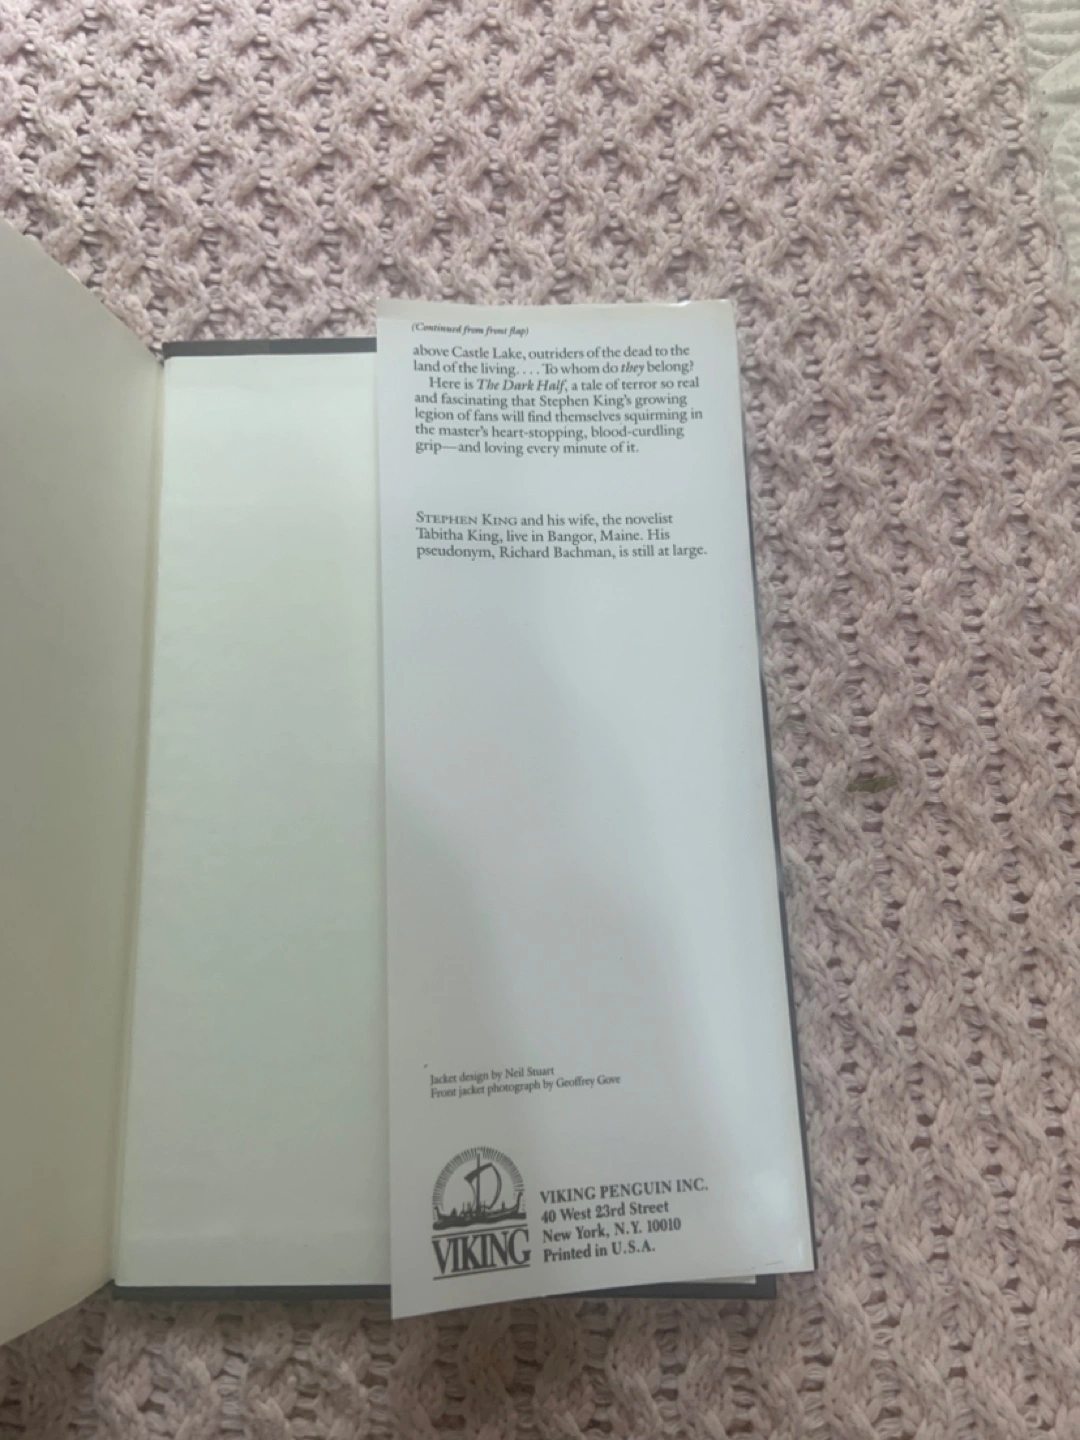 (Continued from front flap)
above Castle Lake, outriders of the dead to the
land of the living. . . . To whom do they belong?
Here is The Dark Half, a tale of terror so real
and fascinating that Stephen King's growing
legion of fans will find themselves squirming in
the master's heart-stopping, blood-curdling
grip—and loving every minute of it.
STEPHEN KING and his wife, the novelist
Tabitha King, live in Bangor, Maine. His
pseudonym, Richard Bachman, is still at large.
Jacket design by Neil Stuart
Front jacket photograph by Geoffrey Gove
VIKING
VIKING PENGUIN INC.
40 West 23rd Street
New York, N.Y. 10010
Printed in U.S.A.